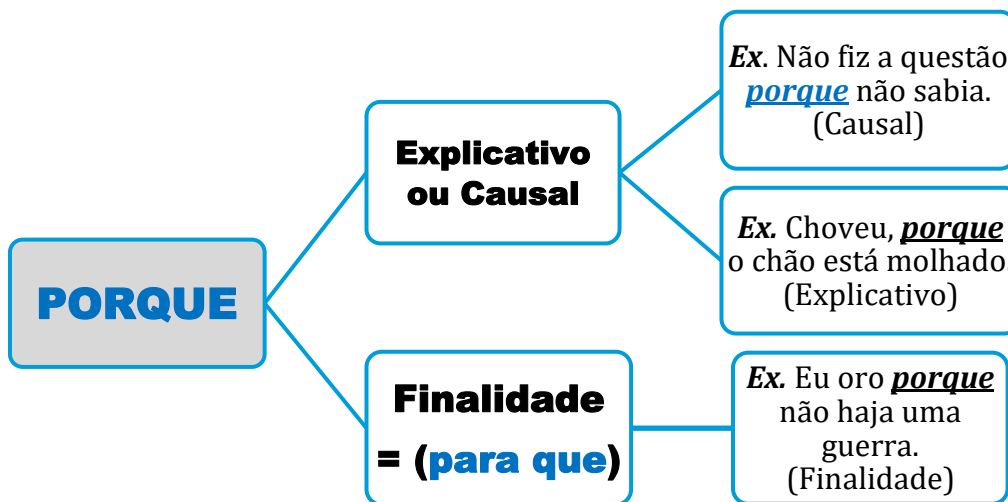 PORQUE
Explicativo
ou Causal
Ex. Não fiz a questão
porque não sabia.
(Causal)
Ex. Choveu, porque
o chão está molhado
(Explicativo)
Finalidade
= (para que)
Ex. Eu oro porque
não haja uma
guerra.
(Finalidade)